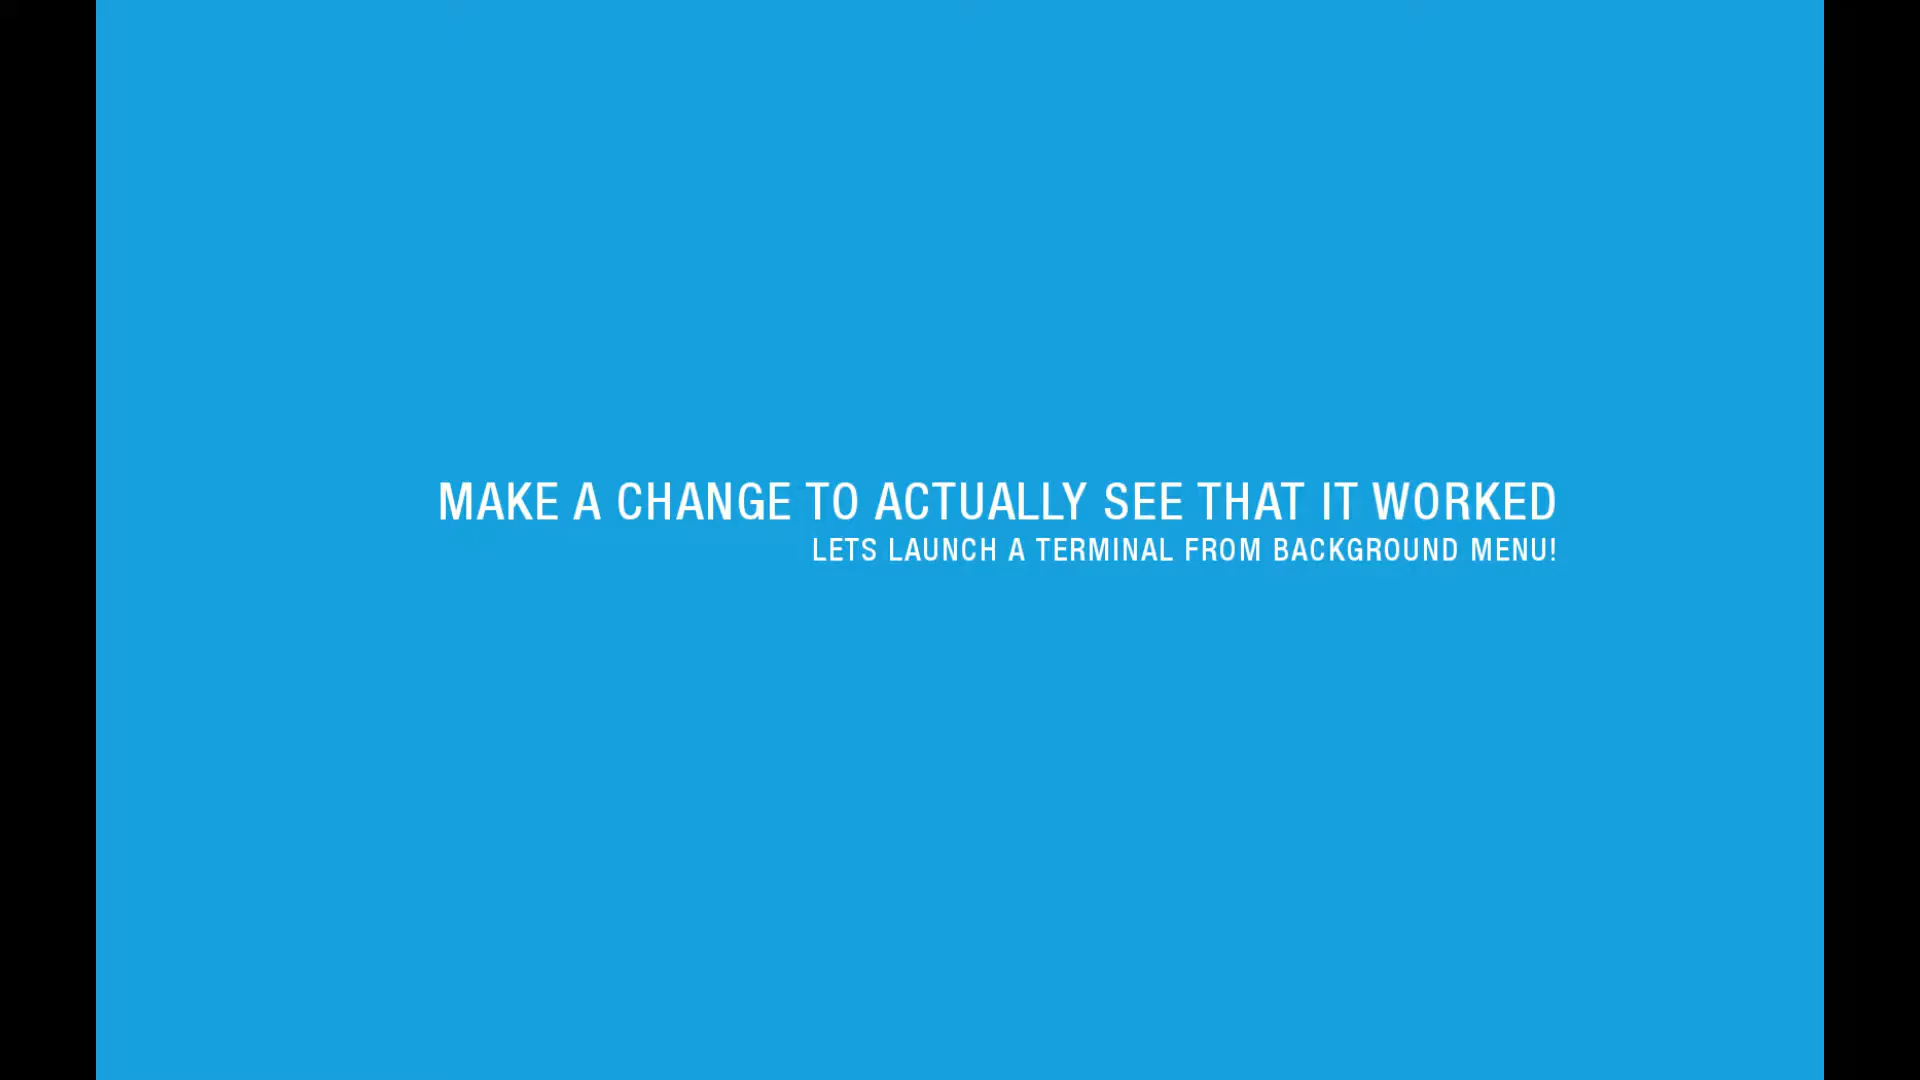 MAKE A CHANGE TO ACTUALLY SEE THAT IT WORKED
LETS LAUNCH A TERMINAL FROM BACKGROUND MENU!